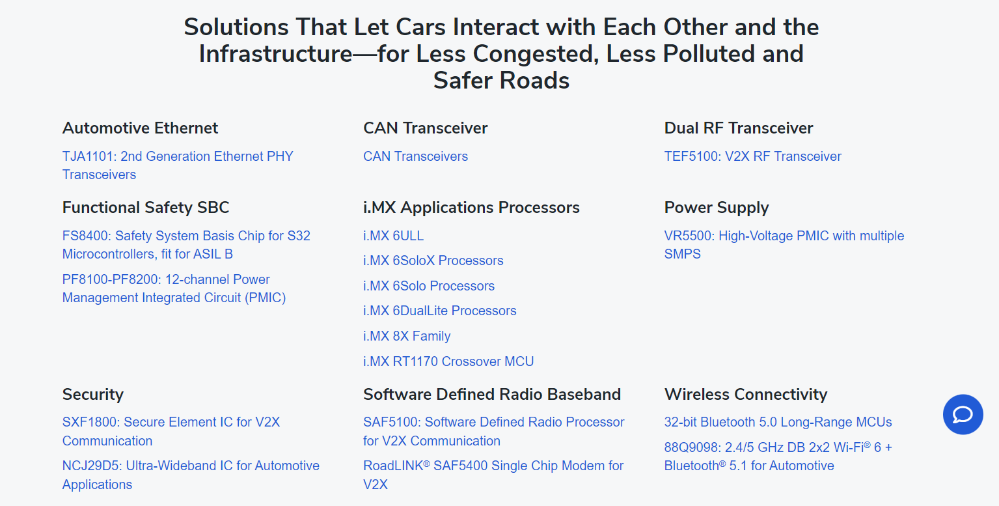 Solutions That Let Cars Interact with Each Other and the
Infrastructure—for Less Congested, Less Polluted and
Safer Roads
Automotive Ethernet
TJA1101: 2nd Generation Ethernet PHY
Transceivers
CAN Transceiver
CAN Transceivers
Dual RF Transceiver
TEF5100: V2X RF Transceiver
Functional Safety SBC
FS8400: Safety System Basis Chip for S32
Microcontrollers, fit for ASIL B
PF8100-PF8200: 12-channel Power
Management Integrated Circuit (PMIC)
i.MX Applications Processors
i.MX 6ULL
i.MX 6SoloX Processors
i.MX 6Solo Processors
i.MX 6DualLite Processors
i.MX 8X Family
i.MX RT1170 Crossover MCU
Power Supply
VR5500: High-Voltage PMIC with multiple
SMPS
Security
SXF1800: Secure Element IC for V2X
Communication
NCJ29D5: Ultra-Wideband IC for Automotive
Applications
Software Defined Radio Baseband
SAF5100: Software Defined Radio Processor
for V2X Communication
RoadLINK® SAF5400 Single Chip Modem for
V2X
Wireless Connectivity
32-bit Bluetooth 5.0 Long-Range MCUs
88Q9098: 2.4/5 GHz DB 2x2 Wi-Fi® 6 +
Bluetooth® 5.1 for Automotive